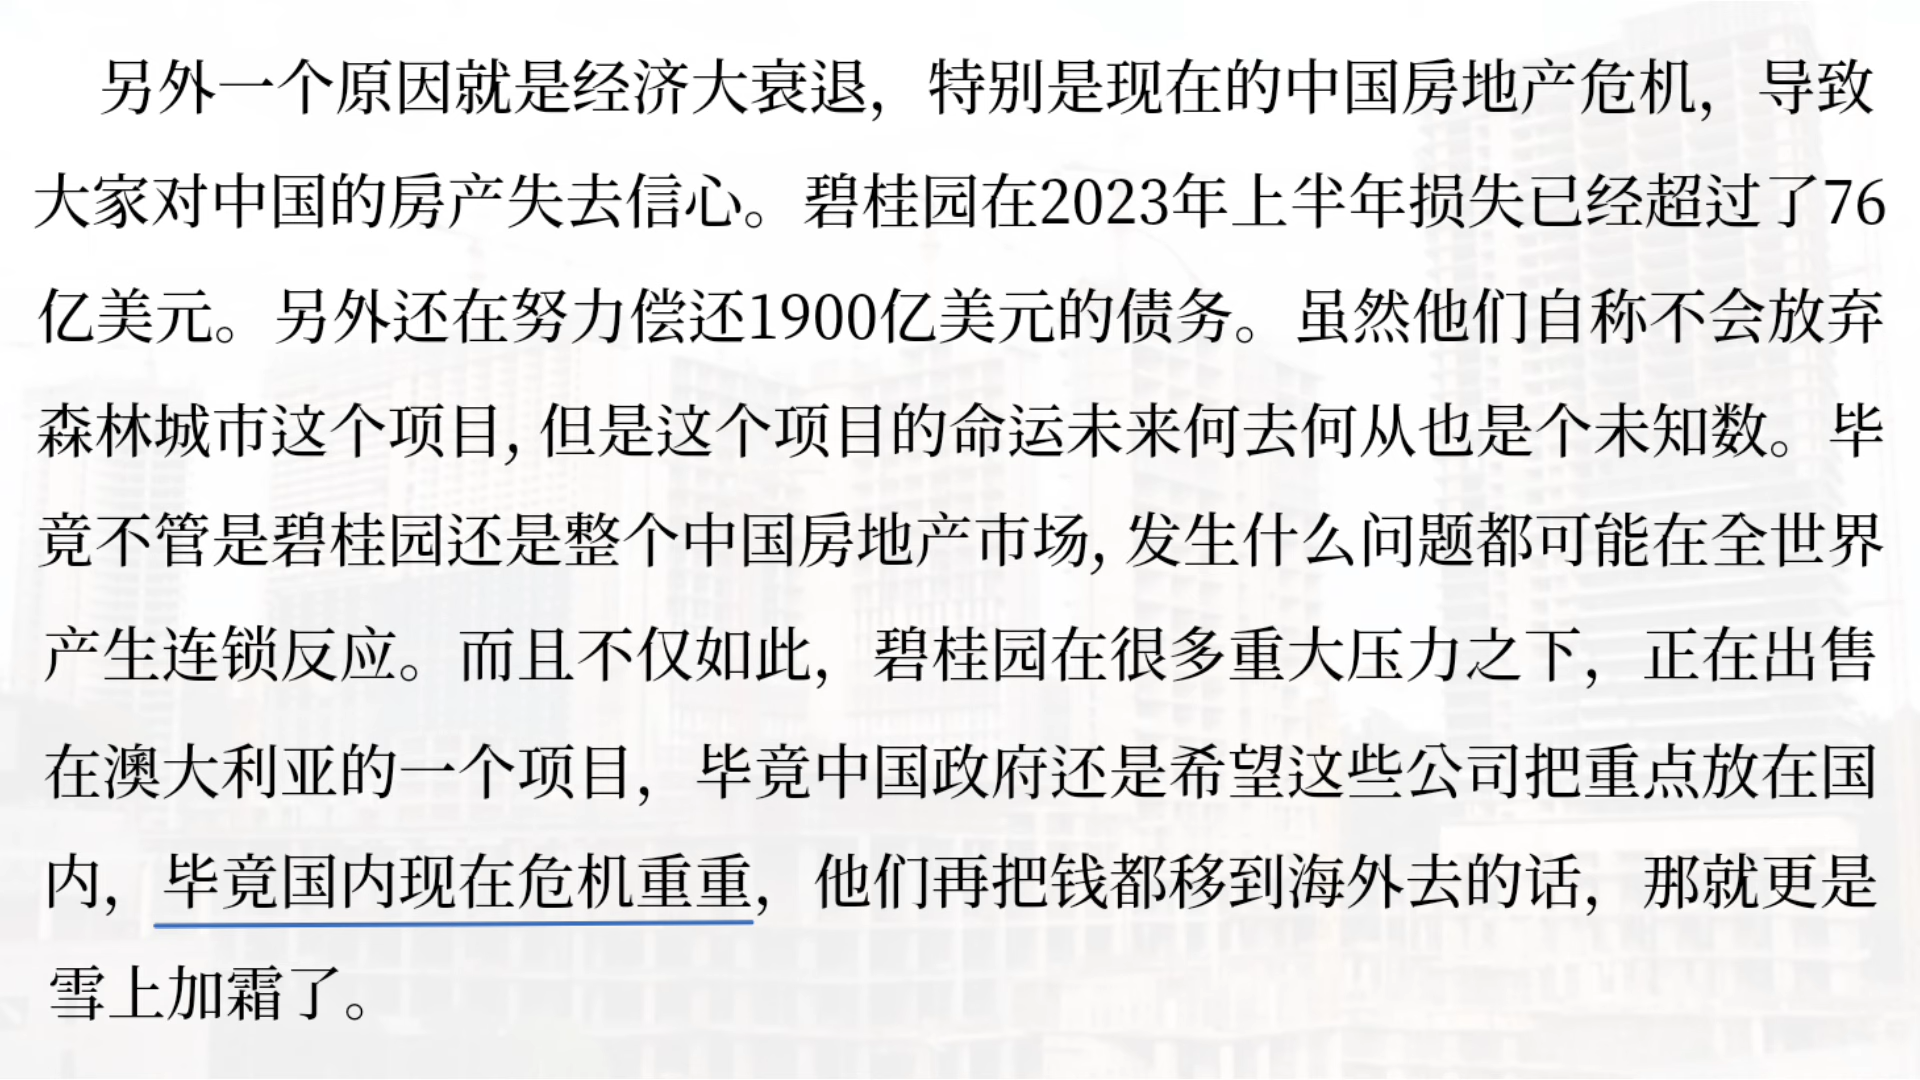 另外一个原因就是经济大衰退，特别是现在的中国房地产危机，导致
大家对中国的房产失去信心。碧桂园在2023年上半年损失已经超过了76
亿美元。另外还在努力偿还1900亿美元的债务。虽然他们自称不会放弃
森林城市这个项目, 但是这个项目的命运未来何去何从也是个未知数。毕
竟不管是碧桂园还是整个中国房地产市场, 发生什么问题都可能在全世界
产生连锁反应。而且不仅如此，碧桂园在很多重大压力之下，正在出售
在澳大利亚的一个项目，毕竟中国政府还是希望这些公司把重点放在国
内，毕竟国内现在危机重重，他们再把钱都移到海外去的话，那就更是
雪上加霜了。